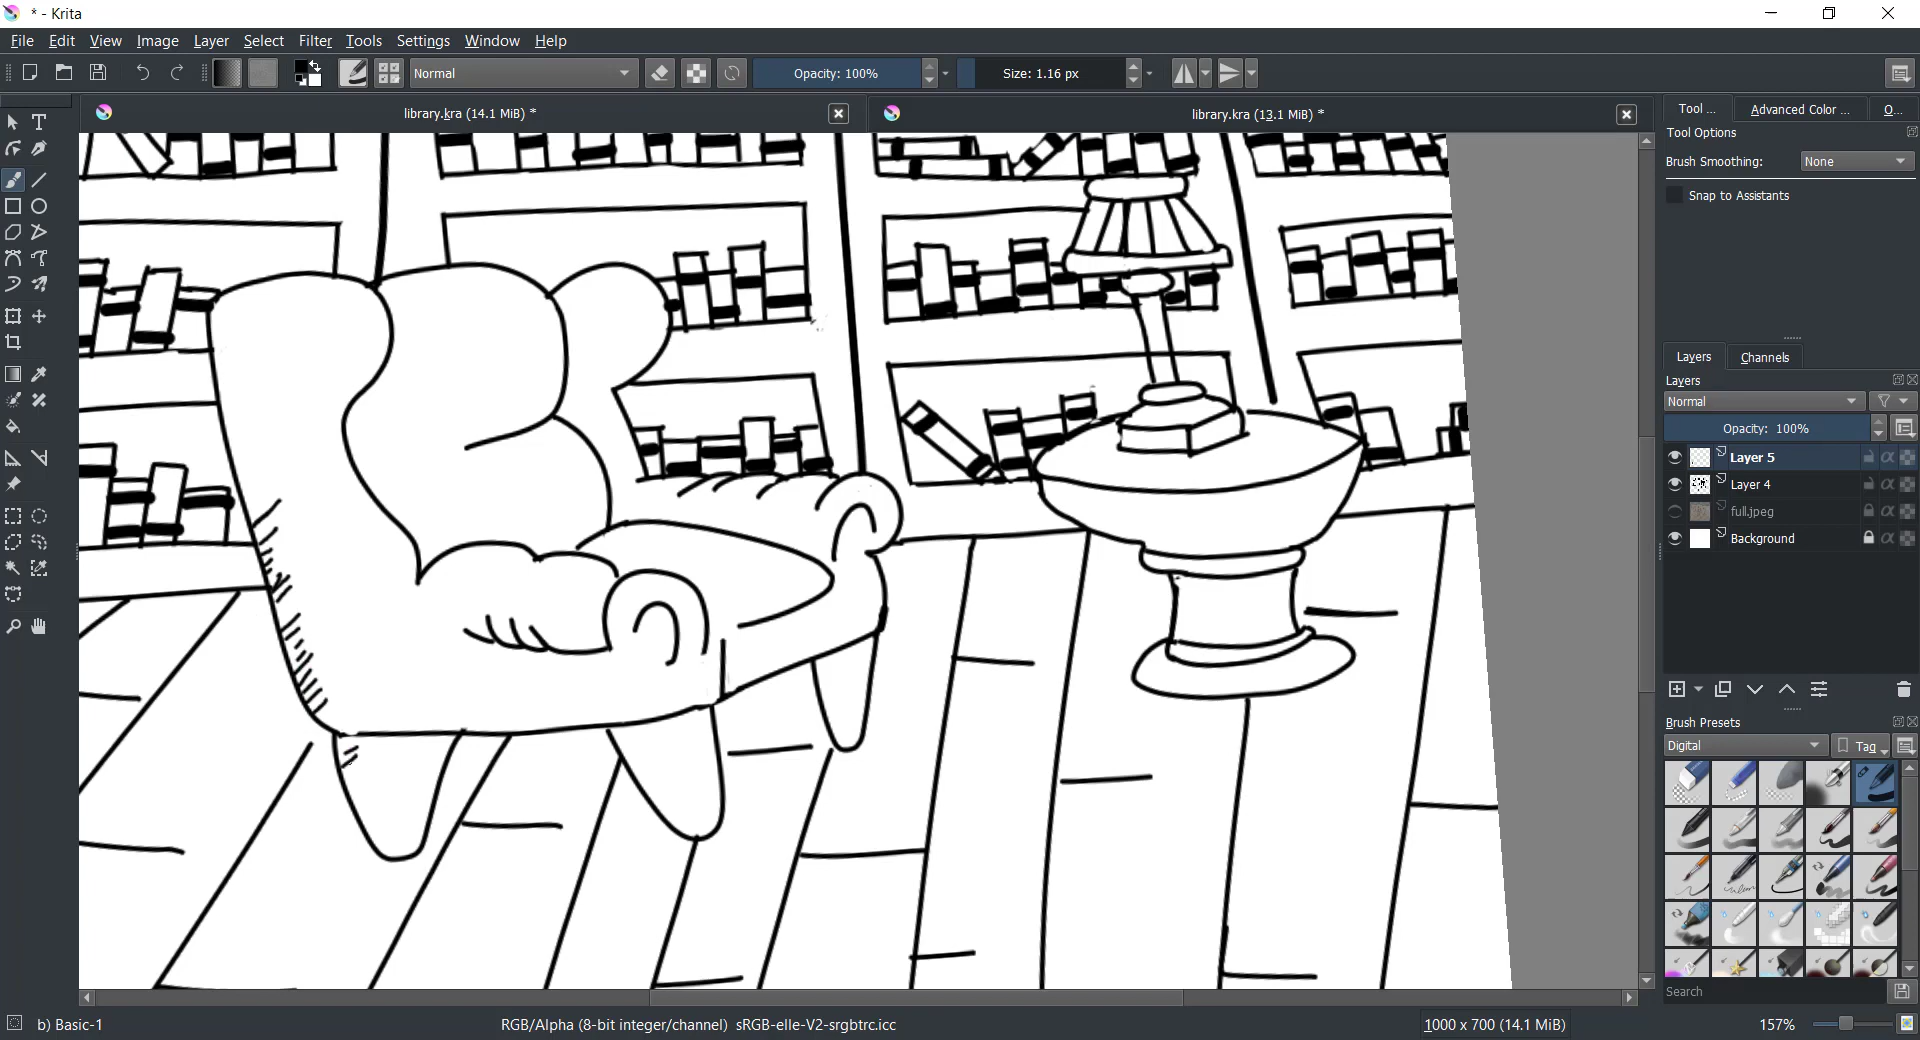 * - Krita
File Edit View Image Layer Select Filter Tools Settings Window Help
Normal Opacity: 100% Size: 1.16 px
library.kra (14.1 MiB) * library.kra (13.1 MiB) *
Tool ... Advanced Color ... O...
Tool Options
Brush Smoothing: None
Snap to Assistants
Layers Channels
Layers
Normal
Opacity: 100%
Layer 5
Layer 4
full.jpeg
Background
Brush Presets
Digital Tag
Search
b) Basic-1 RGB/Alpha (8-bit integer/channel) sRGB-elle-V2-srgbtrc.icc 1000 x 700 (14.1 MiB) 157%